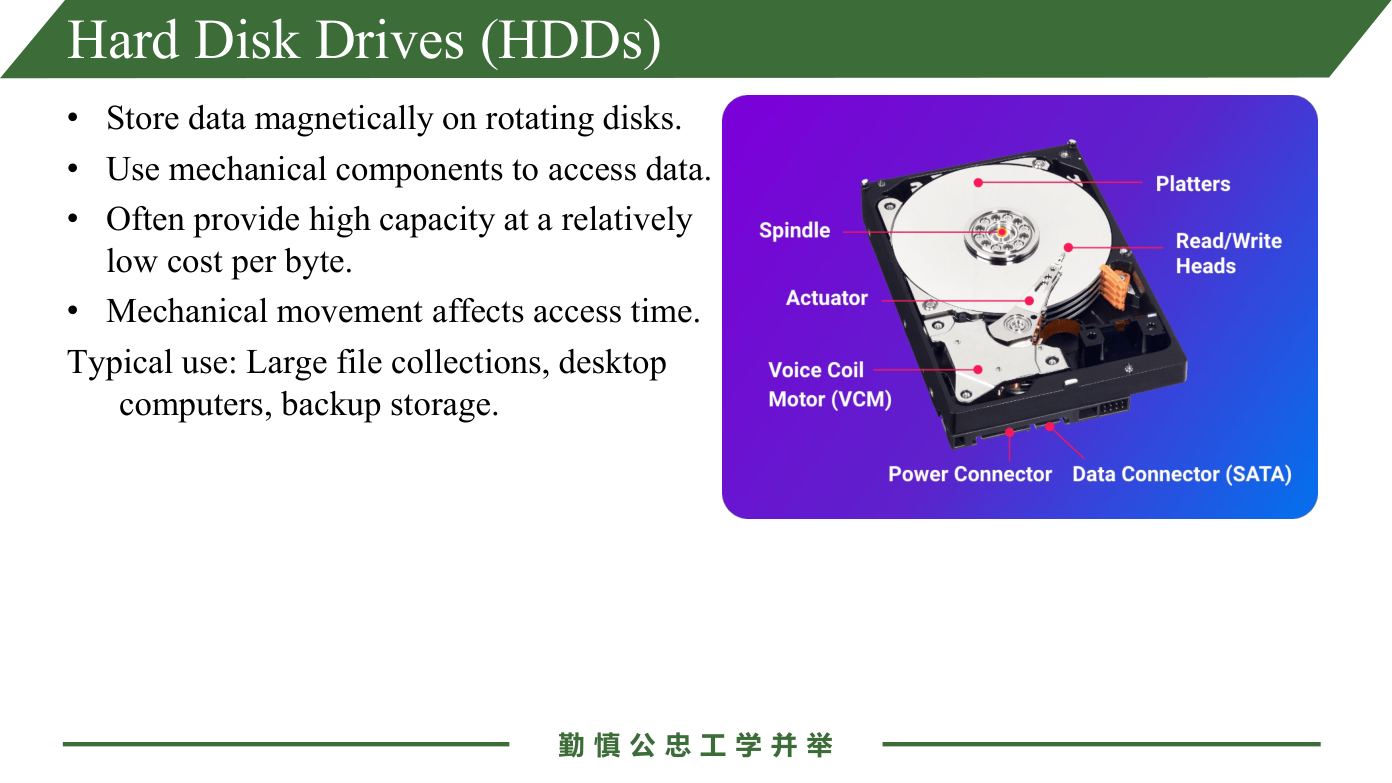 Hard Disk Drives (HDDs)
• Store data magnetically on rotating disks.
• Use mechanical components to access data.
• Often provide high capacity at a relatively
low cost per byte.
• Mechanical movement affects access time.
Typical use: Large file collections, desktop
computers, backup storage.
Platters
Spindle
Read/Write
Heads
Actuator
Voice Coil
Motor (VCM)
Power Connector
Data Connector (SATA)
勤慎公忠工学并举